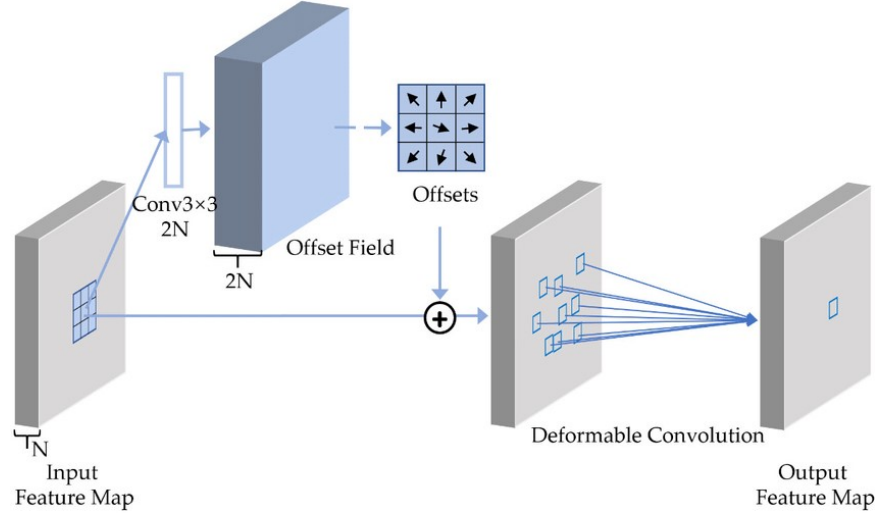 Conv3×3
2N
Offset Field
2N
Offsets
N
Input
Feature Map
+
Deformable Convolution
Output
Feature Map